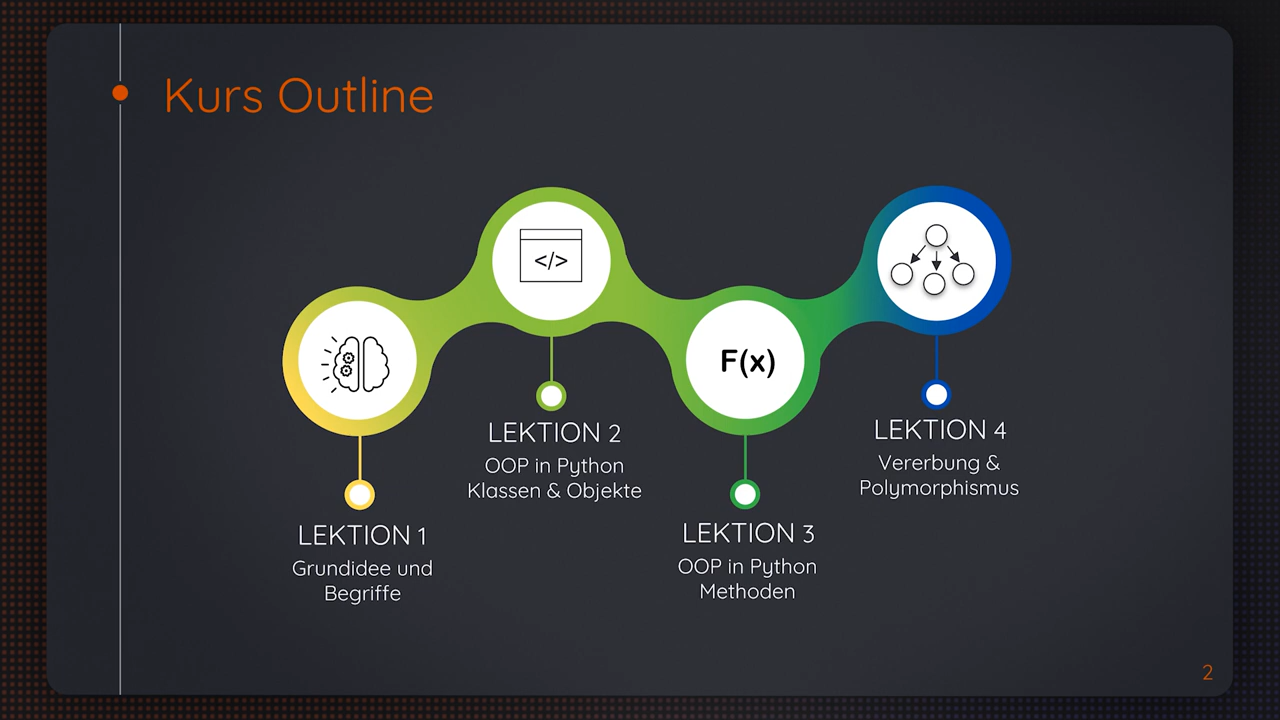 Kurs Outline
</>
F(x)
LEKTION 1
Grundidee und
Begriffe
LEKTION 2
OOP in Python
Klassen & Objekte
LEKTION 3
OOP in Python
Methoden
LEKTION 4
Vererbung &
Polymorphismus
2